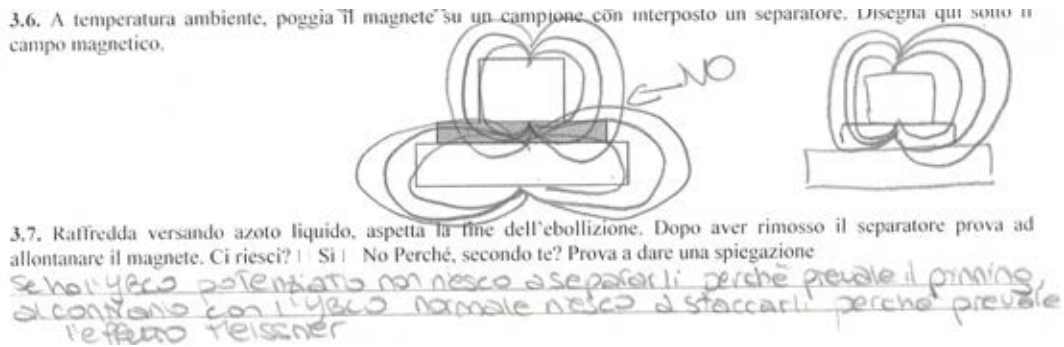 3.6. A temperatura ambiente, poggia il magnete su un campione con interposto un separatore. Disegna qui sotto il
campo magnetico.
NO
3.7. Raffredda versando azoto liquido, aspetta la fine dell'ebollizione. Dopo aver rimosso il separatore prova ad
allontanare il magnete. Ci riesci? | | Sì | No Perché, secondo te? Prova a dare una spiegazione
Se ho l'YBCO potenziato non riesco a separarli perché prevale il pinning,
al contrario con l'YBCO normale riesco a staccarli perché prevale
l'effetto Meissner